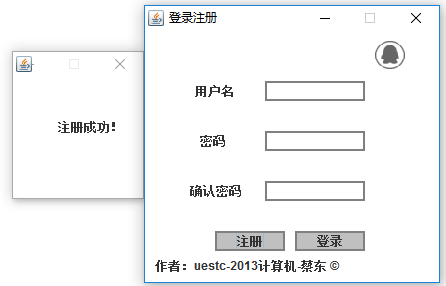 注册成功!
登录注册
用户名
密码
确认密码
注册 登录
作者：uestc-2013计算机-蔡东 ©